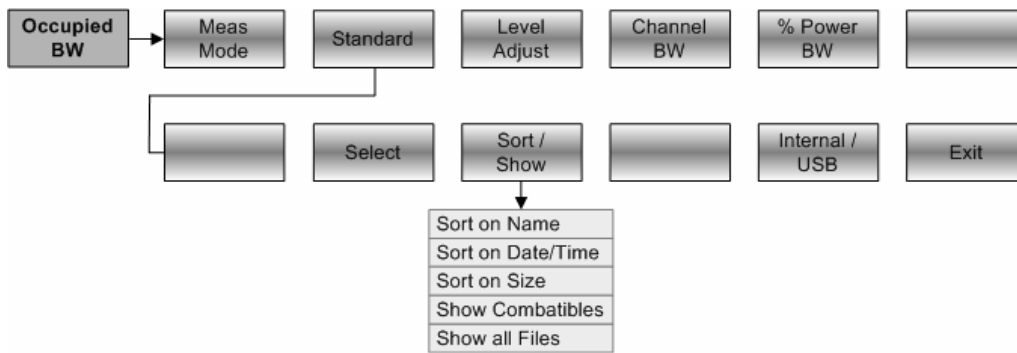 Occupied
BW
Meas
Mode
Standard
Level
Adjust
Channel
BW
% Power
BW
Select
Sort /
Show
Internal /
USB
Exit
Sort on Name
Sort on Date/Time
Sort on Size
Show Combatibles
Show all Files